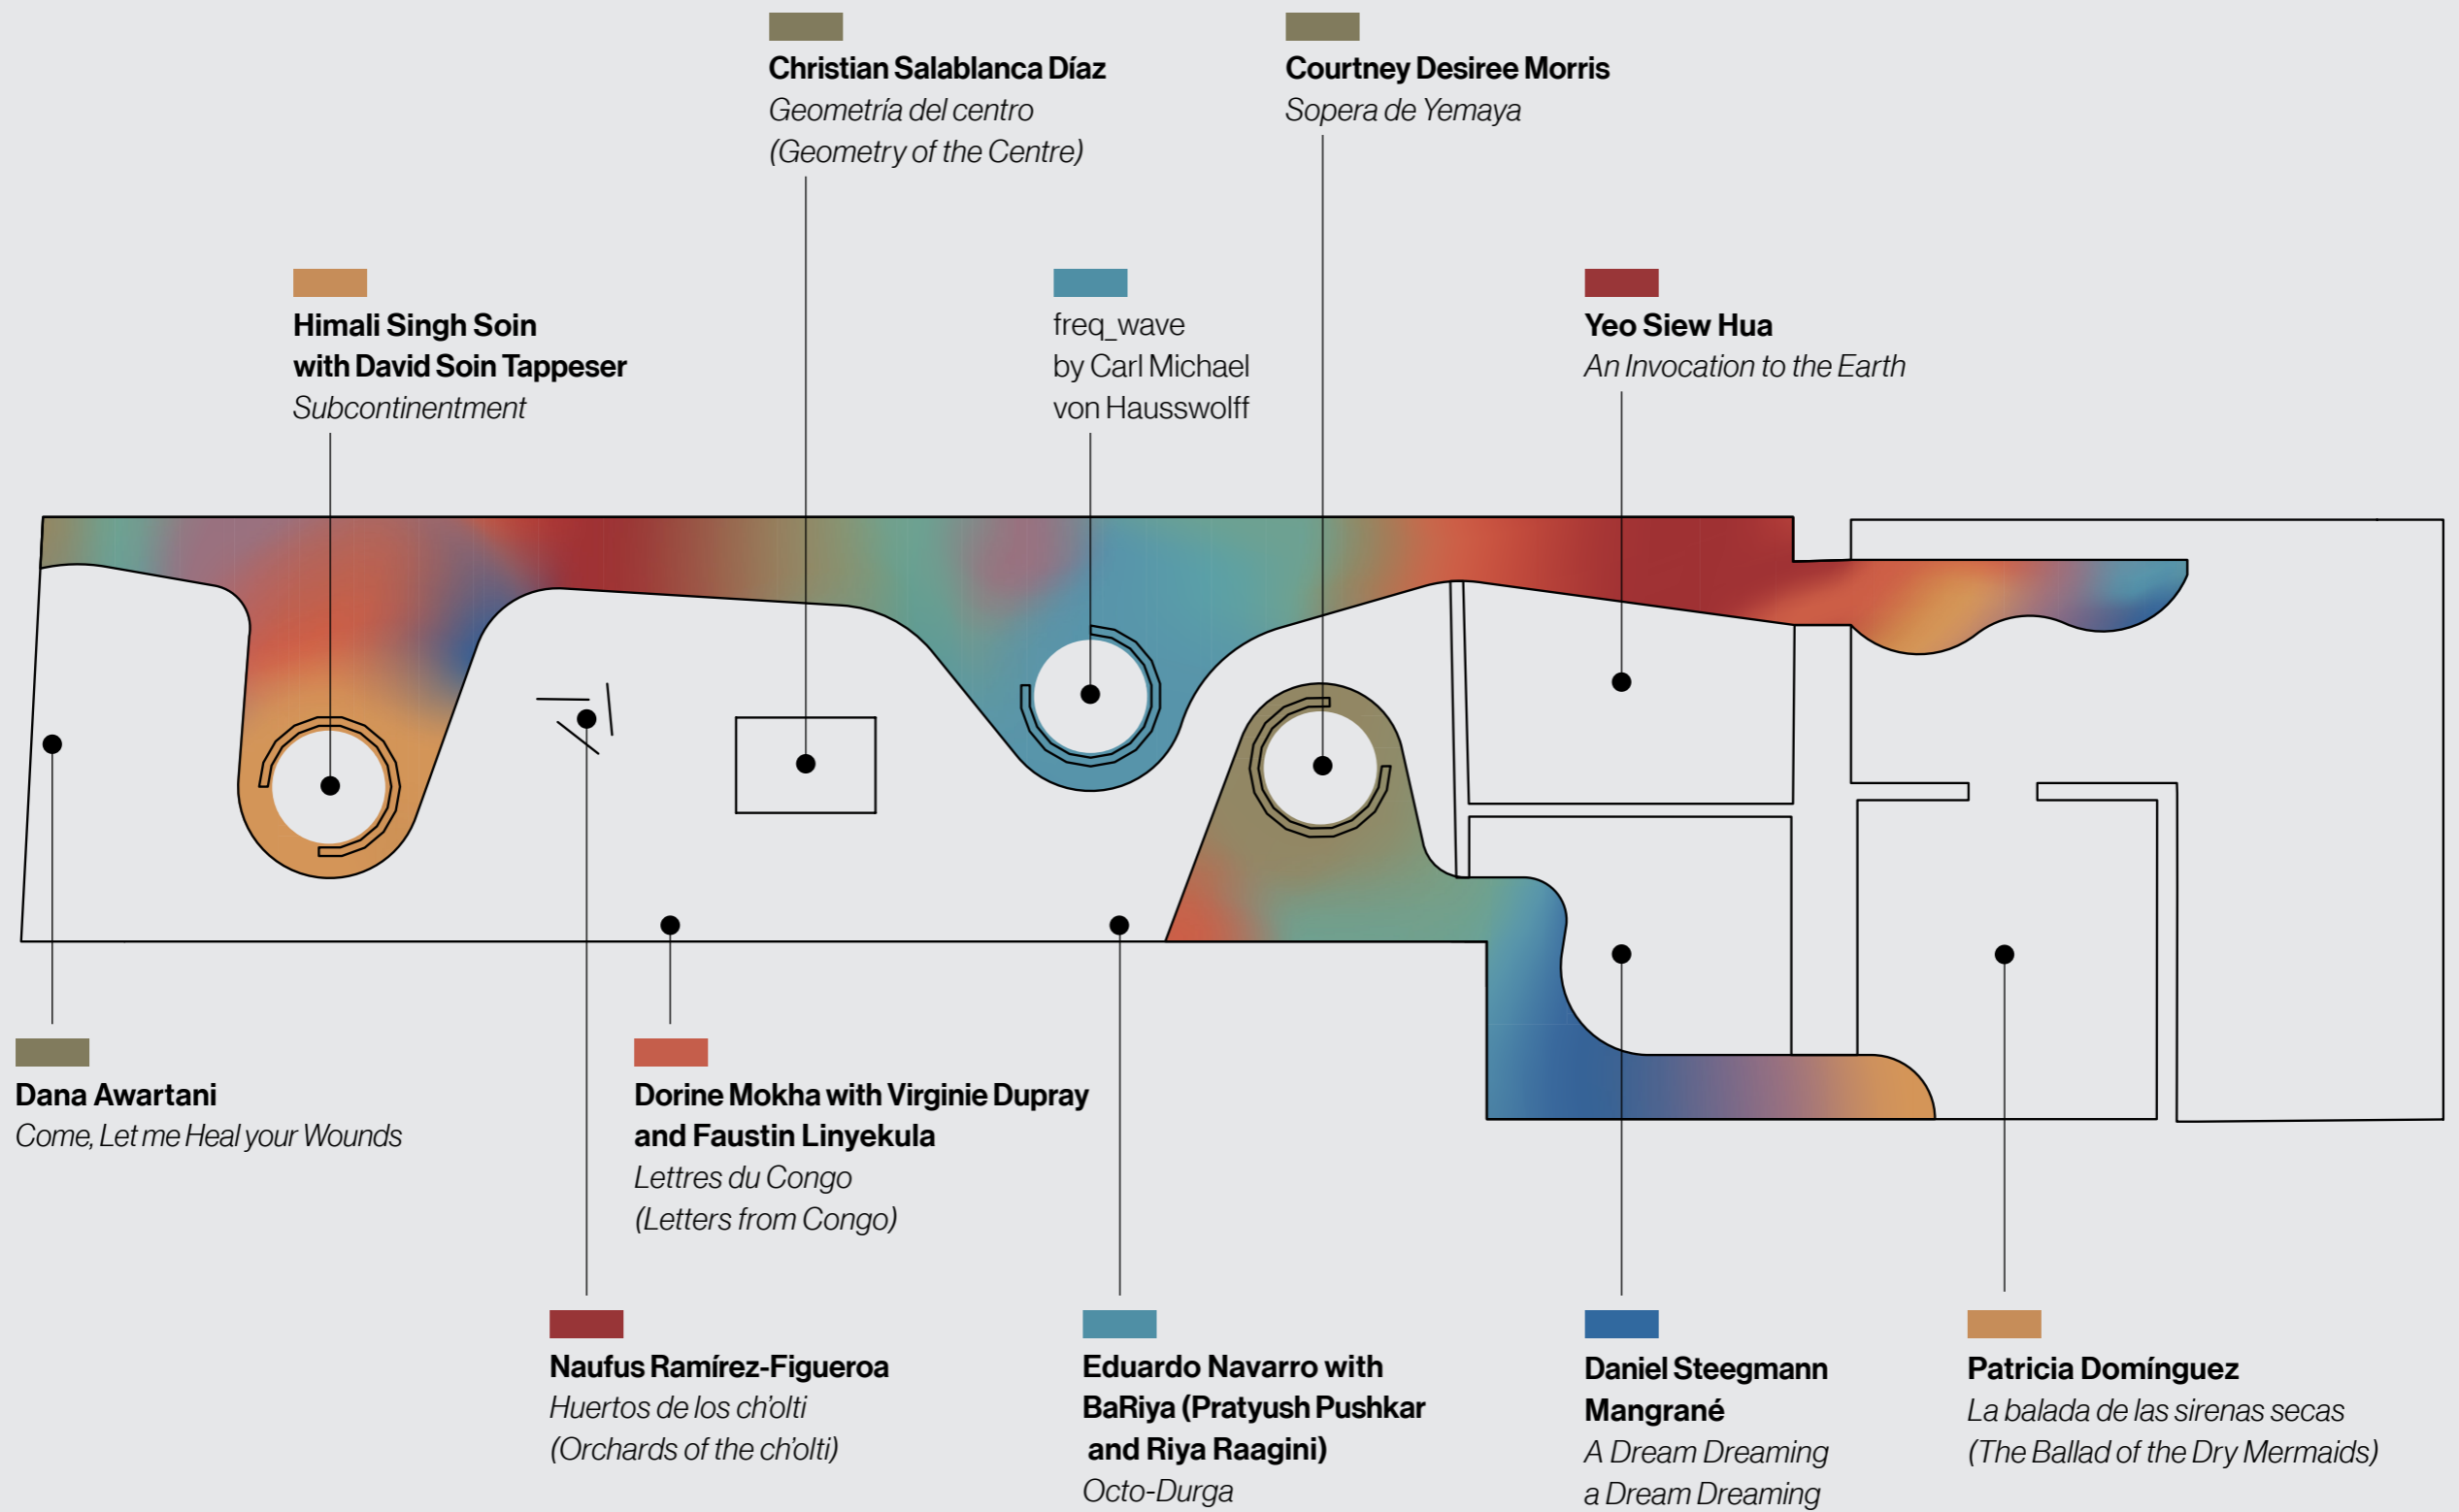 Christian Salablanca Díaz
Geometría del centro
(Geometry of the Centre)
Courtney Desiree Morris
Sopera de Yemaya
Himali Singh Soin
with David Soin Tappeser
Subcontinentment
freq_wave
by Carl Michael
von Hausswolff
Yeo Siew Hua
An Invocation to the Earth
Dana Awartani
Come, Let me Heal your Wounds
Dorine Mokha with Virginie Dupray
and Faustin Linyekula
Lettres du Congo
(Letters from Congo)
Naufus Ramírez-Figueroa
Huertos de los ch’olti
(Orchards of the ch’olti)
Eduardo Navarro with
BaRiya (Pratyush Pushkar
and Riya Raagini)
Octo-Durga
Daniel Steegmann
Mangrané
A Dream Dreaming
a Dream Dreaming
Patricia Domínguez
La balada de las sirenas secas
(The Ballad of the Dry Mermaids)